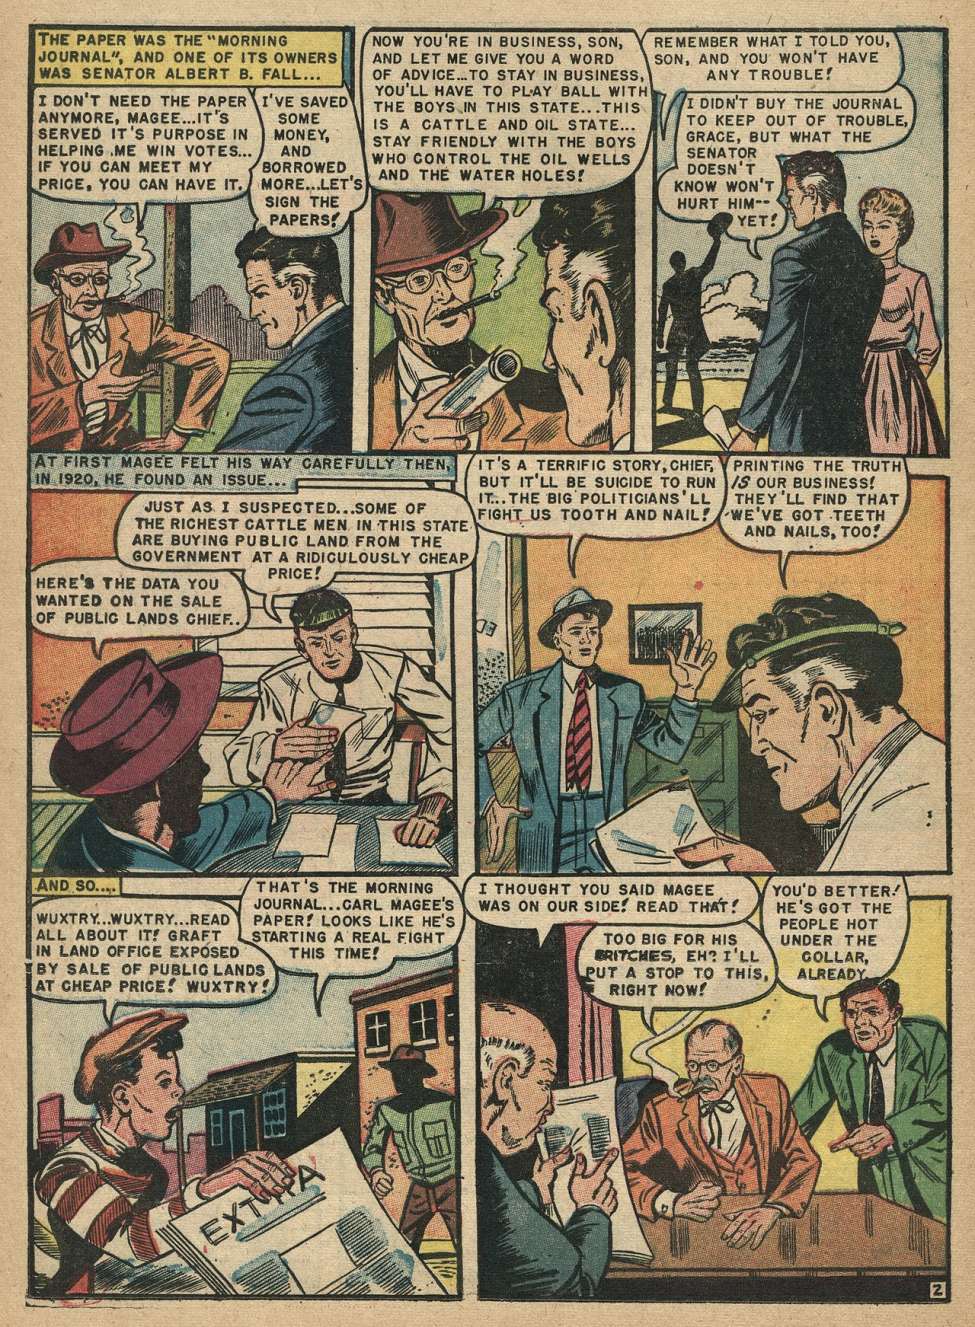 THE PAPER WAS THE "MORNING
JOURNAL", AND ONE OF ITS OWNERS
WAS SENATOR ALBERT B. FALL...
I DON'T NEED THE PAPER
ANYMORE, MAGEE...IT'S
SERVED IT'S PURPOSE IN
HELPING ME WIN VOTES...
IF YOU CAN MEET MY
PRICE, YOU CAN HAVE IT.
I'VE SAVED
SOME
MONEY,
AND
BORROWED
MORE...LET'S
SIGN THE
PAPERS!
NOW YOU'RE IN BUSINESS, SON,
AND LET ME GIVE YOU A WORD
OF ADVICE...TO STAY IN BUSINESS,
YOU'LL HAVE TO PLAY BALL WITH
THE BOYS IN THIS STATE...THIS
IS A CATTLE AND OIL STATE...
STAY FRIENDLY WITH THE BOYS
WHO CONTROL THE OIL WELLS
AND THE WATER HOLES!
REMEMBER WHAT I TOLD YOU,
SON, AND YOU WON'T HAVE
ANY TROUBLE!
I DIDN'T BUY THE JOURNAL
TO KEEP OUT OF TROUBLE,
GRACE, BUT WHAT THE
SENATOR
DOESN'T
KNOW WON'T
HURT HIM--
YET!
AT FIRST MAGEE FELT HIS WAY CAREFULLY THEN,
IN 1920, HE FOUND AN ISSUE...
JUST AS I SUSPECTED...SOME OF
THE RICHEST CATTLE MEN IN THIS STATE
ARE BUYING PUBLIC LAND FROM THE
GOVERNMENT AT A RIDICULOUSLY CHEAP
PRICE!
HERE'S THE DATA YOU
WANTED ON THE SALE
OF PUBLIC LANDS CHIEF..
IT'S A TERRIFIC STORY, CHIEF,
BUT IT'LL BE SUICIDE TO RUN
IT...THE BIG POLITICIANS'LL
FIGHT US TOOTH AND NAIL!
PRINTING THE TRUTH
IS OUR BUSINESS!
THEY'LL FIND THAT
WE'VE GOT TEETH
AND NAILS, TOO!
ED
AND SO....
WUXTRY...WUXTRY...READ
ALL ABOUT IT! GRAFT
IN LAND OFFICE EXPOSED
BY SALE OF PUBLIC LANDS
AT CHEAP PRICE! WUXTRY!
THAT'S THE MORNING
JOURNAL...CARL MAGEE'S
PAPER! LOOKS LIKE HE'S
STARTING A REAL FIGHT
THIS TIME!
EXTRA
I THOUGHT YOU SAID MAGEE
WAS ON OUR SIDE! READ THAT!
TOO BIG FOR HIS
BRITCHES, EH? I'LL
PUT A STOP TO THIS,
RIGHT NOW!
YOU'D BETTER!
HE'S GOT THE
PEOPLE HOT
UNDER THE
COLLAR,
ALREADY.
2